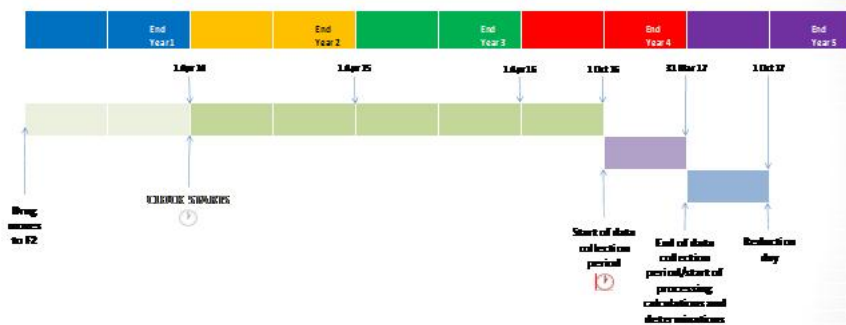 End
Year 1
End
Year 2
End
Year 3
End
Year 4
End
Year 5
1 Apr 14
1 Apr 15
1 Apr 16
1 Oct 16
31 Mar 17
1 Oct 17
Drug
moves
to F2
CLOCK STARTS
Start of data
collection
period
End of data
collection
period/start of
processing
calculations and
determinations
Reduction
day